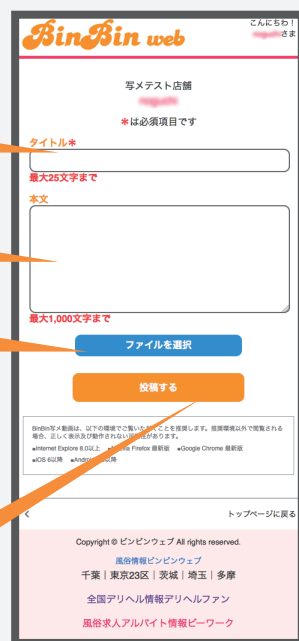 BinBin web
こんにちわ！
さま
写メテスト店舗
*は必須項目です
タイトル*
最大25文字まで
本文
最大1,000文字まで
ファイルを選択
投稿する
BinBin写メ動画は、以下の環境でご覧いただくことを推奨します。推奨環境以外で閲覧される
場合、正しく表示及び動作されない可能性があります。
■Internet Explore 8.0以上 Firefox 最新版 ■Google Chrome 最新版
■iOS 6以降 ■Android 以降
< トップページに戻る
Copyright © ビンビンウェブ All rights reserved.
風俗情報ビンビンウェブ
千葉｜東京23区｜茨城｜埼玉｜多摩
全国デリヘル情報デリヘルファン
風俗求人アルバイト情報ビーワーク